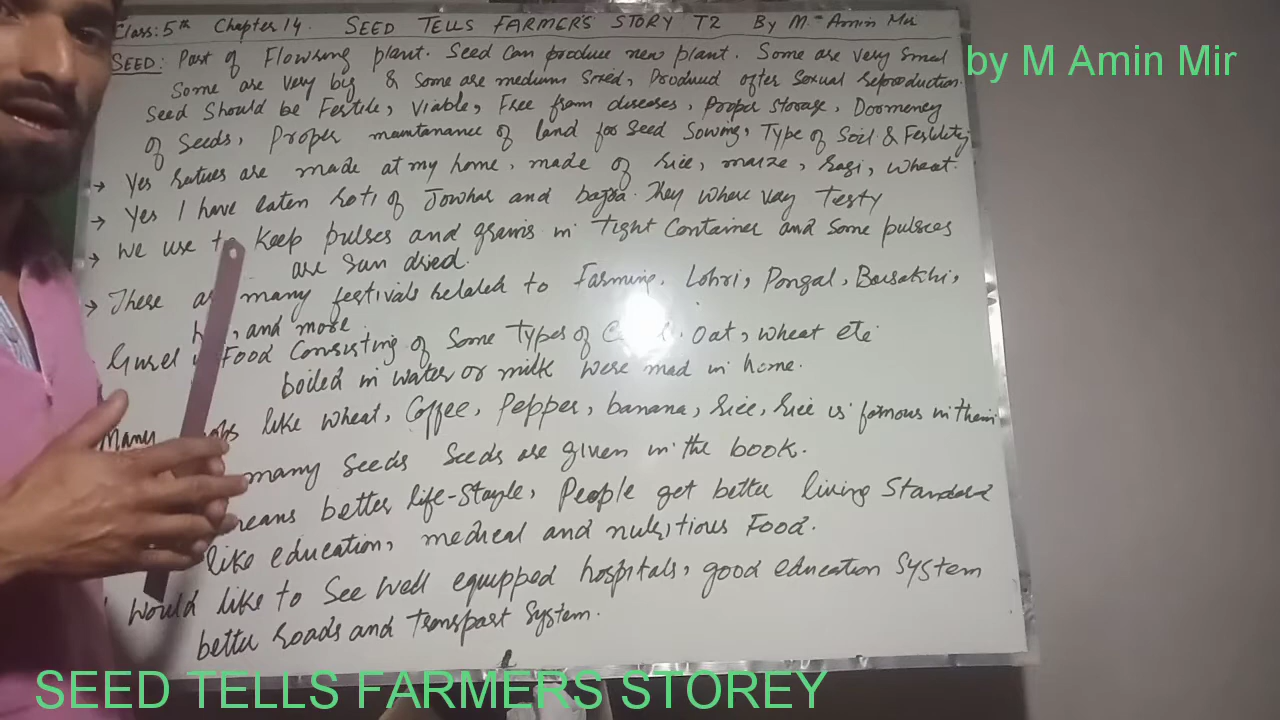 Class: 5th Chapter 14. SEED TELLS FARMER'S STORY T2 By M-Amin Mir
by M Amin Mir
SEED: Part of Flowring plant. Seed can produce new plant. Some are very small
Some are very big & Some are medium Sized, Produced after Sexual reproduction.
Seed Should be Fertile, Viable, Free from diseases, Proper Storage, Doormency
of Seeds, Proper maintanance of land for Seed Sowing, Type of Soil & Fertility
→ Yes are made at my home, made of rice, maize, ragi, wheat.
→ Yes I have eaten roti of Jowhar and bajra. They where very Testy
→ We use to Keep pulses and grains in Tight Container and Some pulsces
are Sun dried.
→ There are many festivals related to Farming. Lohri, Pongal, Baisakhi,
and more
Food Consisting of Some Types of Oat, wheat etc
boiled in water or milk were mad in home.
Many like wheat, Coffee, Pepper, banana, rice, rice is famous in them
many Seeds Seeds are given in the book.
means better life-Style, People get better living Standard
like education, medical and nutritious Food.
would like to See well equipped hospitals, good education System
better roads and transpart System.
SEED TELLS FARMERS STOREY